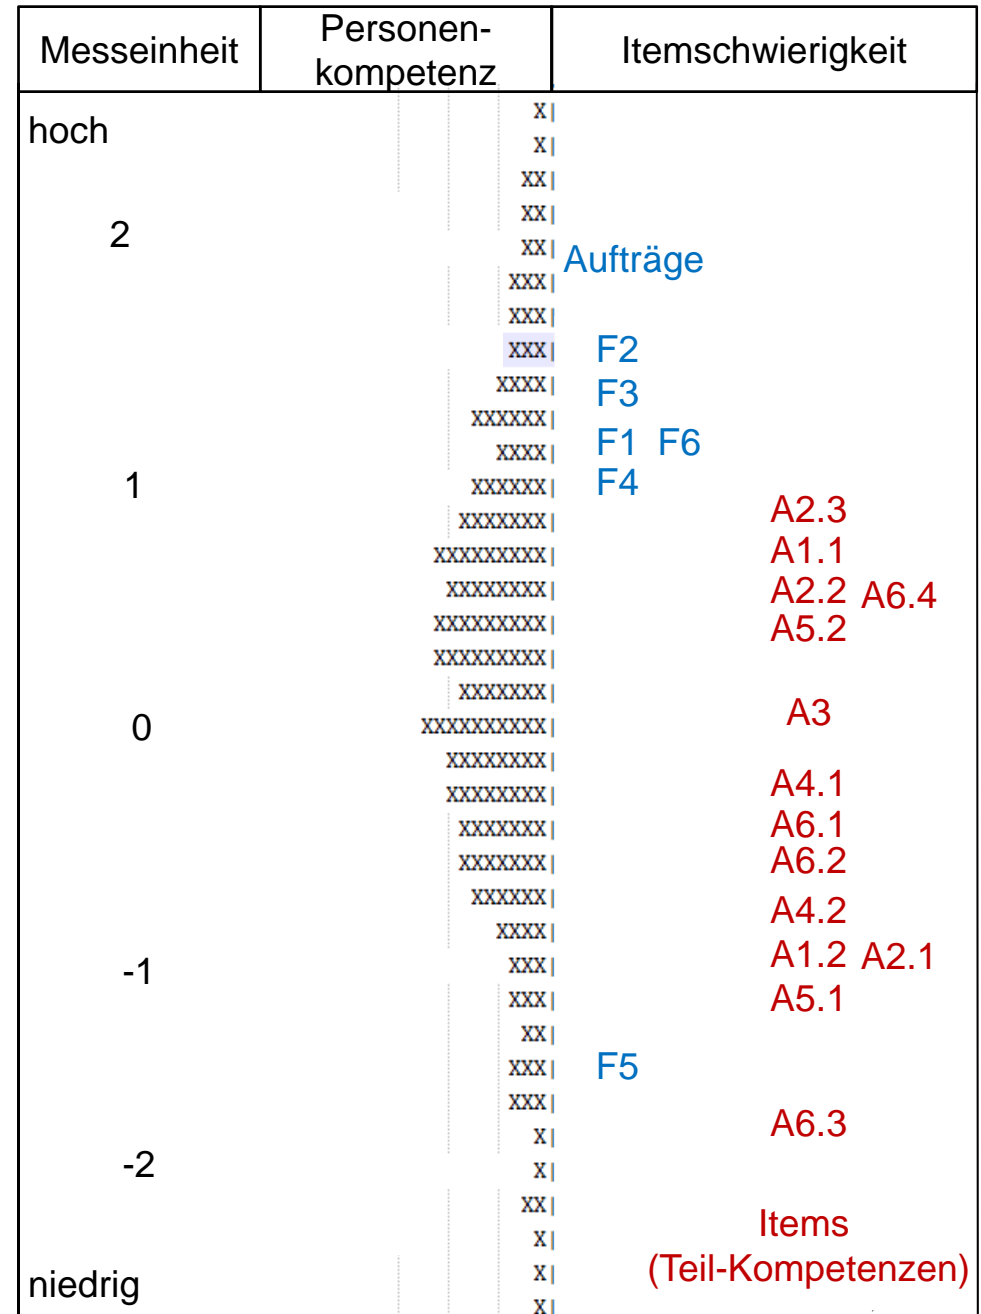 Messeinheit
Personen-
kompetenz
Itemschwierigkeit
hoch
X|
X|
XX|
XX|
2
XX|
Aufträge
XXX|
XXX|
XXX| F2
XXXX| F3
XXXXXX|
XXXX| F1 F6
1 XXXXXX| F4
XXXXXXX| A2.3
XXXXXXXXX| A1.1
XXXXXXXX| A2.2 A6.4
XXXXXXXXX| A5.2
XXXXXXXXX|
XXXXXXX| A3
0 XXXXXXXXXX|
XXXXXXXX|
XXXXXXXX| A4.1
XXXXXXX| A6.1
XXXXXXX| A6.2
XXXXXX| A4.2
XXXX|
-1 XXX| A1.2 A2.1
XXX| A5.1
XX|
XXX| F5
XXX|
X| A6.3
-2 X|
XX|
X| Items
(Teil-Kompetenzen)
niedrig X|
X|